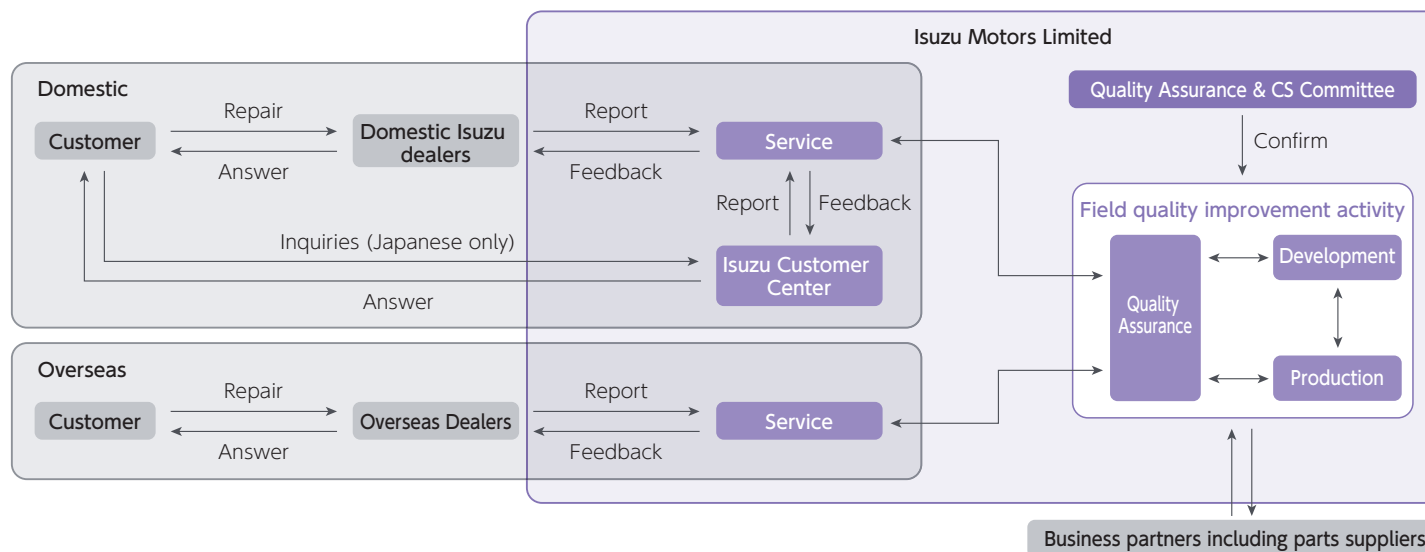 Isuzu Motors Limited
Domestic
Customer
Repair
Answer
Domestic Isuzu
dealers
Report
Feedback
Service
Report
Feedback
Inquiries (Japanese only)
Answer
Isuzu Customer
Center
Overseas
Customer
Repair
Answer
Overseas Dealers
Report
Feedback
Service
Quality Assurance & CS Committee
Confirm
Field quality improvement activity
Quality
Assurance
Development
Production
Business partners including parts suppliers